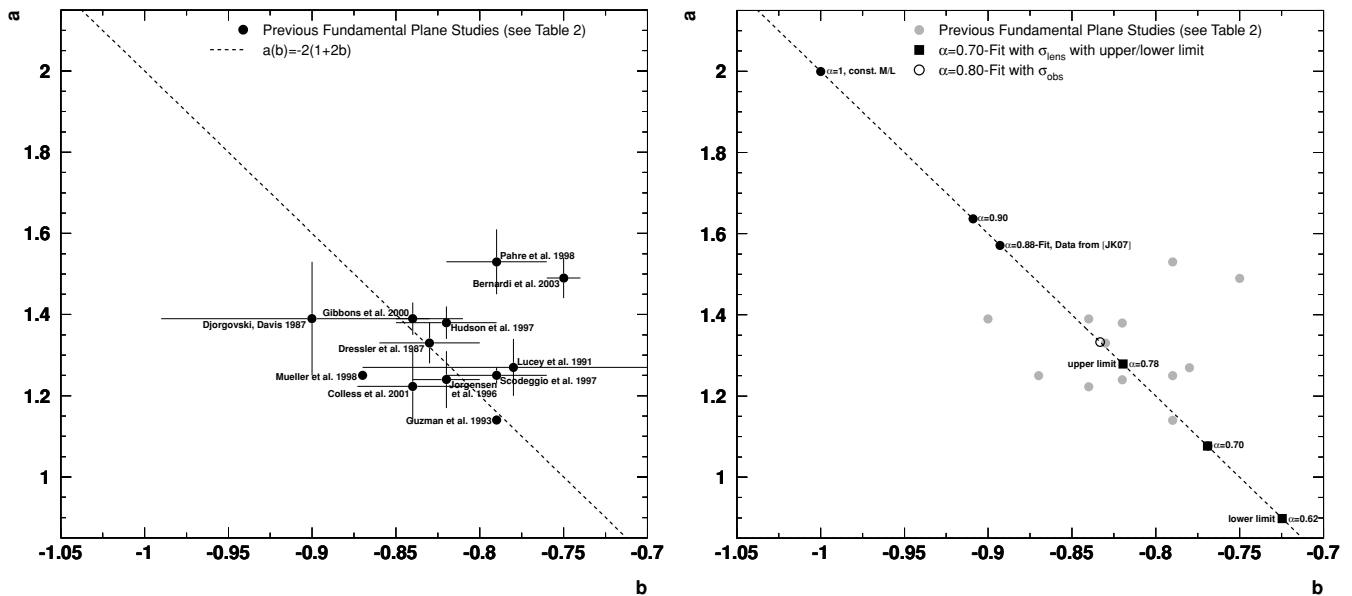 a
Previous Fundamental Plane Studies (see Table 2)
a(b)=-2(1+2b)
2
1.8
1.6
1.4
1.2
1
Pahre et al. 1998
Bernardi et al. 2003
Gibbons et al. 2000
Djorgovski, Davis 1987
Hudson et al. 1997
Dressler et al. 1987
Lucey et al. 1991
Mueller et al. 1998
Scodeggio et al. 1997
Jorgensen
et al. 1996
Colless et al. 2001
Guzman et al. 1993
-1.05 -1 -0.95 -0.9 -0.85 -0.8 -0.75 -0.7
b
a
Previous Fundamental Plane Studies (see Table 2)
α=0.70-Fit with σlens with upper/lower limit
α=0.80-Fit with σobs
2
1.8
1.6
1.4
1.2
1
α=1, const. M/L
α=0.90
α=0.88-Fit, Data from [JK07]
upper limit α=0.78
α=0.70
lower limit α=0.62
-1.05 -1 -0.95 -0.9 -0.85 -0.8 -0.75 -0.7
b